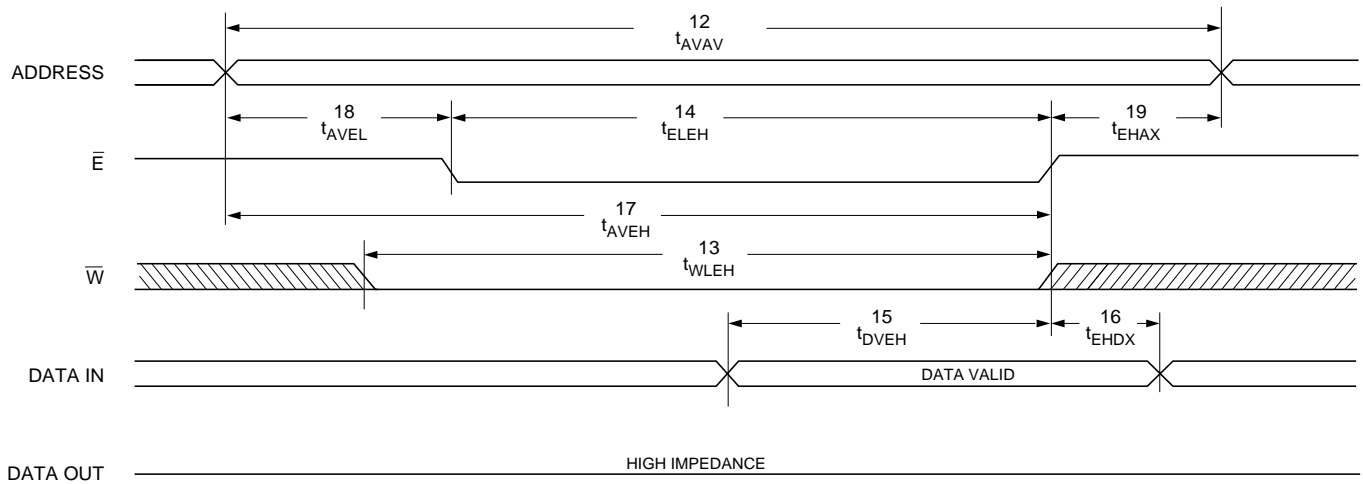 12
tAVAV
ADDRESS
18
tAVEL
14
tELEH
19
tEHAX
E̅
17
tAVEH
13
tWLEH
W̅
15
tDVEH
16
tEHDX
DATA IN
DATA VALID
DATA OUT
HIGH IMPEDANCE